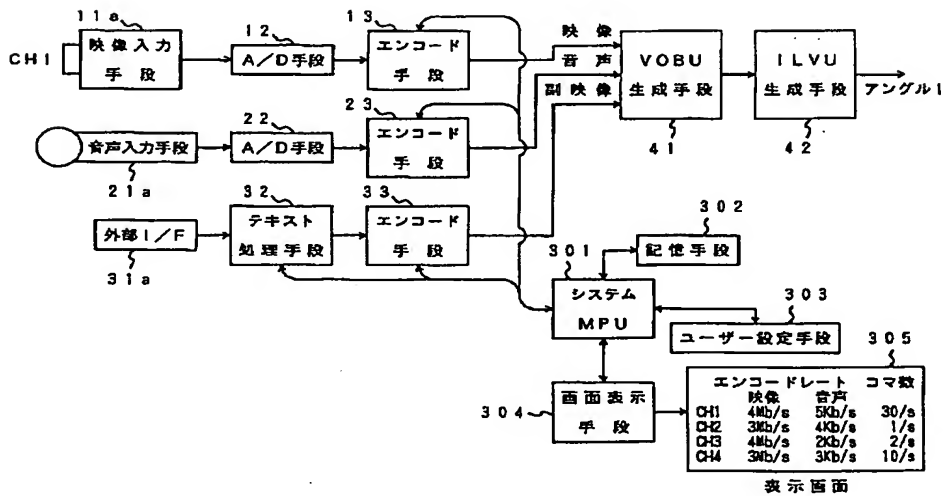 11a
映像入力
手段
CH1
12
A/D手段
13
エンコード
手段
映像
音声
副映像
VOBU
生成手段
41
ILVU
生成手段
42
アングル1
音声入力手段
21a
22
A/D手段
23
エンコード
手段
外部I/F
31a
32
テキスト
処理手段
33
エンコード
手段
302
記憶手段
301
システム
MPU
303
ユーザー設定手段
304
画面表示
手段
305
エンコードレート コマ数
映像 音声
CH1 4Mb/s 5Kb/s 30/s
CH2 3Mb/s 4Kb/s 1/s
CH3 4Mb/s 2Kb/s 2/s
CH4 3Mb/s 3Kb/s 10/s
表示画面